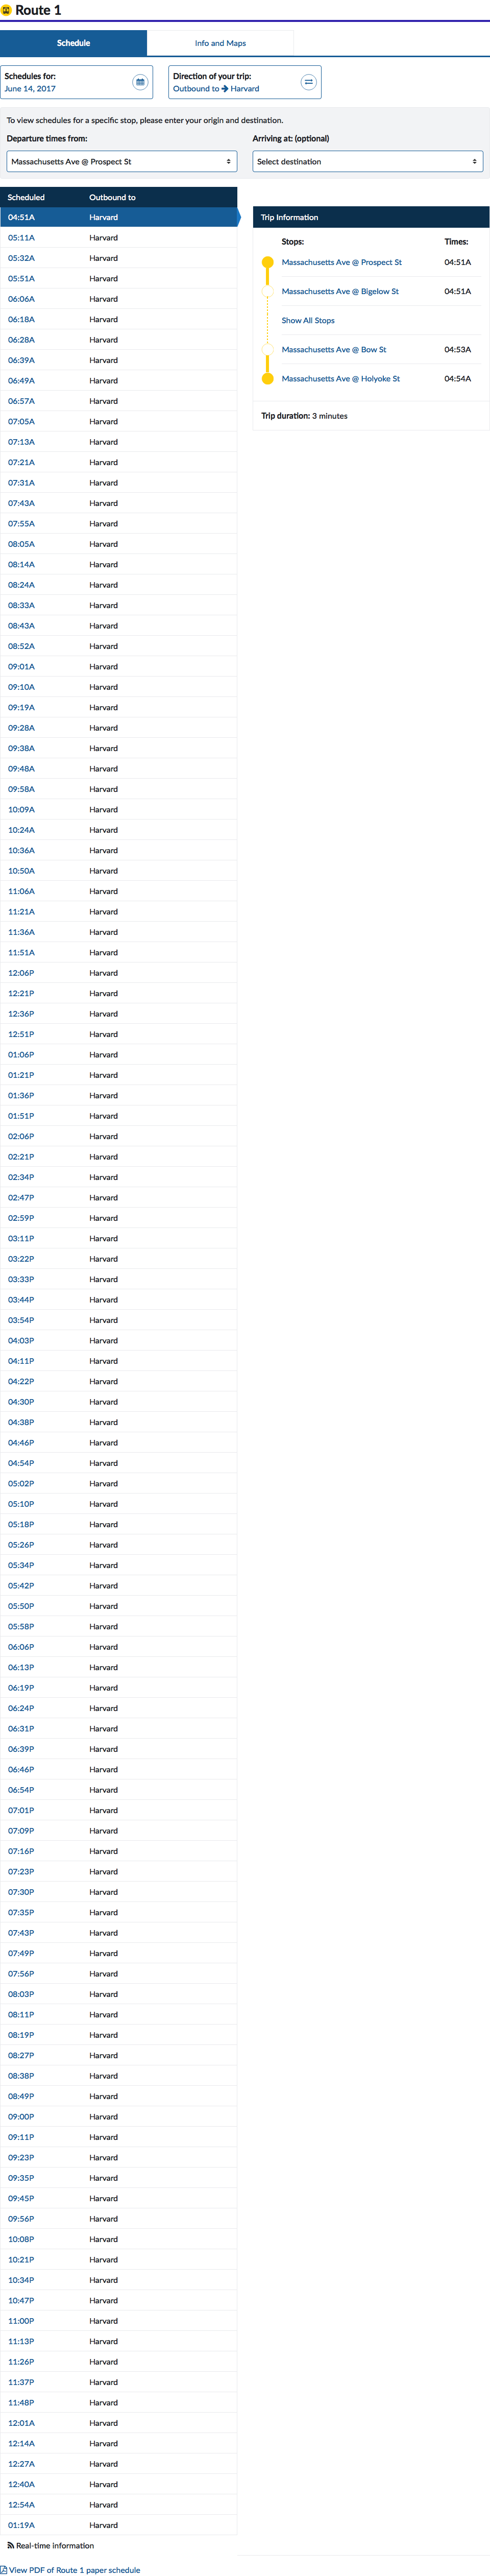 Route 1
Schedule
Info and Maps
Schedules for:
June 14, 2017
Direction of your trip:
Outbound to → Harvard
To view schedules for a specific stop, please enter your origin and destination.
Departure times from:
Arriving at: (optional)
Massachusetts Ave @ Prospect St
Select destination
Scheduled Outbound to
04:51A Harvard
05:11A Harvard
05:32A Harvard
05:51A Harvard
06:06A Harvard
06:18A Harvard
06:28A Harvard
06:39A Harvard
06:49A Harvard
06:57A Harvard
07:05A Harvard
07:13A Harvard
07:21A Harvard
07:31A Harvard
07:43A Harvard
07:55A Harvard
08:05A Harvard
08:14A Harvard
08:24A Harvard
08:33A Harvard
08:43A Harvard
08:52A Harvard
09:01A Harvard
09:10A Harvard
09:19A Harvard
09:28A Harvard
09:38A Harvard
09:48A Harvard
09:58A Harvard
10:09A Harvard
10:24A Harvard
10:36A Harvard
10:50A Harvard
11:06A Harvard
11:21A Harvard
11:36A Harvard
11:51A Harvard
12:06P Harvard
12:21P Harvard
12:36P Harvard
12:51P Harvard
01:06P Harvard
01:21P Harvard
01:36P Harvard
01:51P Harvard
02:06P Harvard
02:21P Harvard
02:34P Harvard
02:47P Harvard
02:59P Harvard
03:11P Harvard
03:22P Harvard
03:33P Harvard
03:44P Harvard
03:54P Harvard
04:03P Harvard
04:11P Harvard
04:22P Harvard
04:30P Harvard
04:38P Harvard
04:46P Harvard
04:54P Harvard
05:02P Harvard
05:10P Harvard
05:18P Harvard
05:26P Harvard
05:34P Harvard
05:42P Harvard
05:50P Harvard
05:58P Harvard
06:06P Harvard
06:13P Harvard
06:19P Harvard
06:24P Harvard
06:31P Harvard
06:39P Harvard
06:46P Harvard
06:54P Harvard
07:01P Harvard
07:09P Harvard
07:16P Harvard
07:23P Harvard
07:30P Harvard
07:35P Harvard
07:43P Harvard
07:49P Harvard
07:56P Harvard
08:03P Harvard
08:11P Harvard
08:19P Harvard
08:27P Harvard
08:38P Harvard
08:49P Harvard
09:00P Harvard
09:11P Harvard
09:23P Harvard
09:35P Harvard
09:45P Harvard
09:56P Harvard
10:08P Harvard
10:21P Harvard
10:34P Harvard
10:47P Harvard
11:00P Harvard
11:13P Harvard
11:26P Harvard
11:37P Harvard
11:48P Harvard
12:01A Harvard
12:14A Harvard
12:27A Harvard
12:40A Harvard
12:54A Harvard
01:19A Harvard
Real-time information
View PDF of Route 1 paper schedule
Trip Information
Stops: Times:
Massachusetts Ave @ Prospect St 04:51A
Massachusetts Ave @ Bigelow St 04:51A
Show All Stops
Massachusetts Ave @ Bow St 04:53A
Massachusetts Ave @ Holyoke St 04:54A
Trip duration: 3 minutes